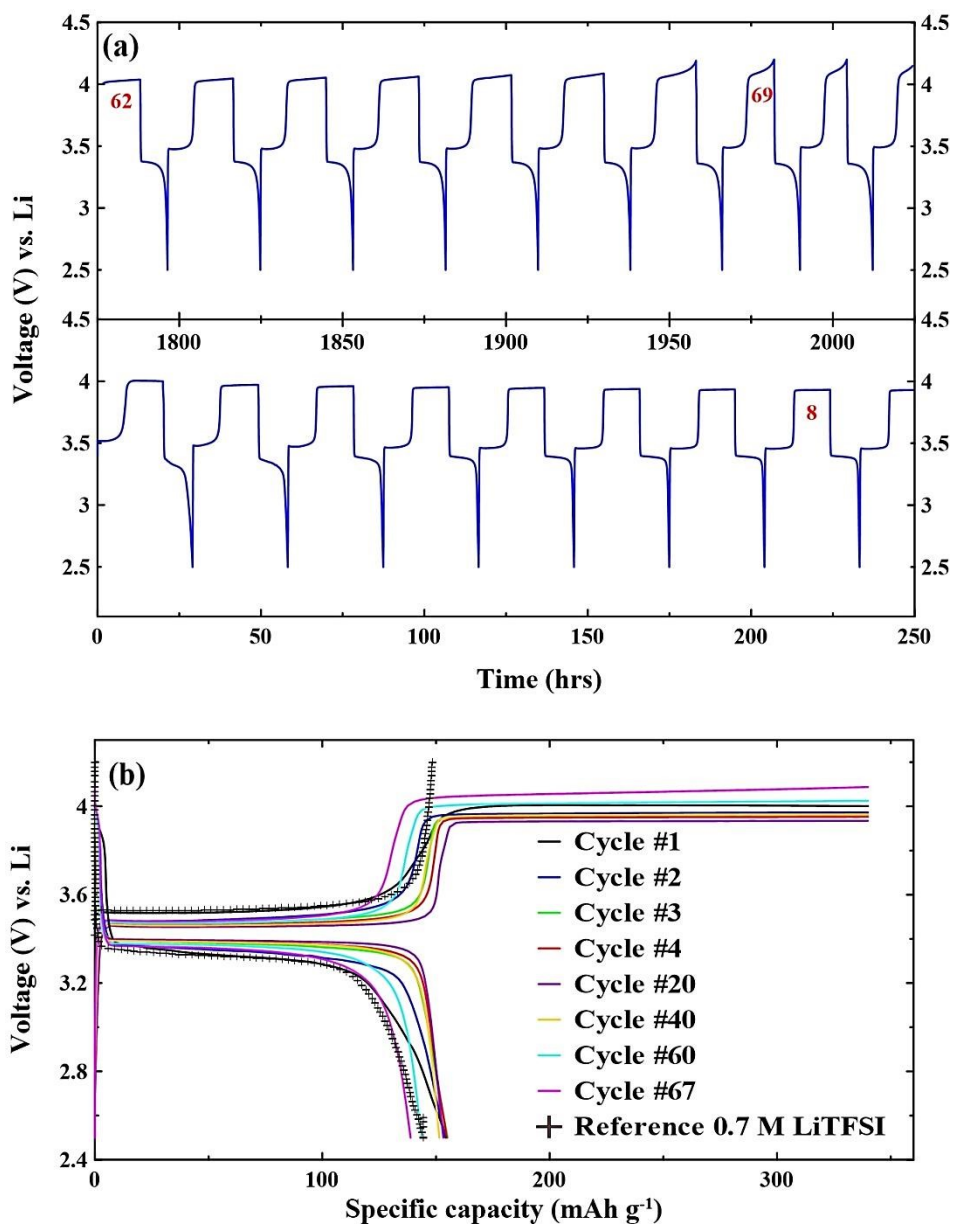 (a)
4.5
4
3.5
3
2.5
4.5
4
3.5
3
2.5
62
69
4.5
4
3.5
3
2.5
4.5
4
3.5
3
2.5
1800
1850
1900
1950
2000
8
0
50
100
150
200
250
Time (hrs)
Voltage (V) vs. Li
(b)
4
3.6
3.2
2.8
2.4
Voltage (V) vs. Li
Cycle #1
Cycle #2
Cycle #3
Cycle #4
Cycle #20
Cycle #40
Cycle #60
Cycle #67
Reference 0.7 M LiTFSI
0
100
200
300
Specific capacity (mAh g⁻¹)